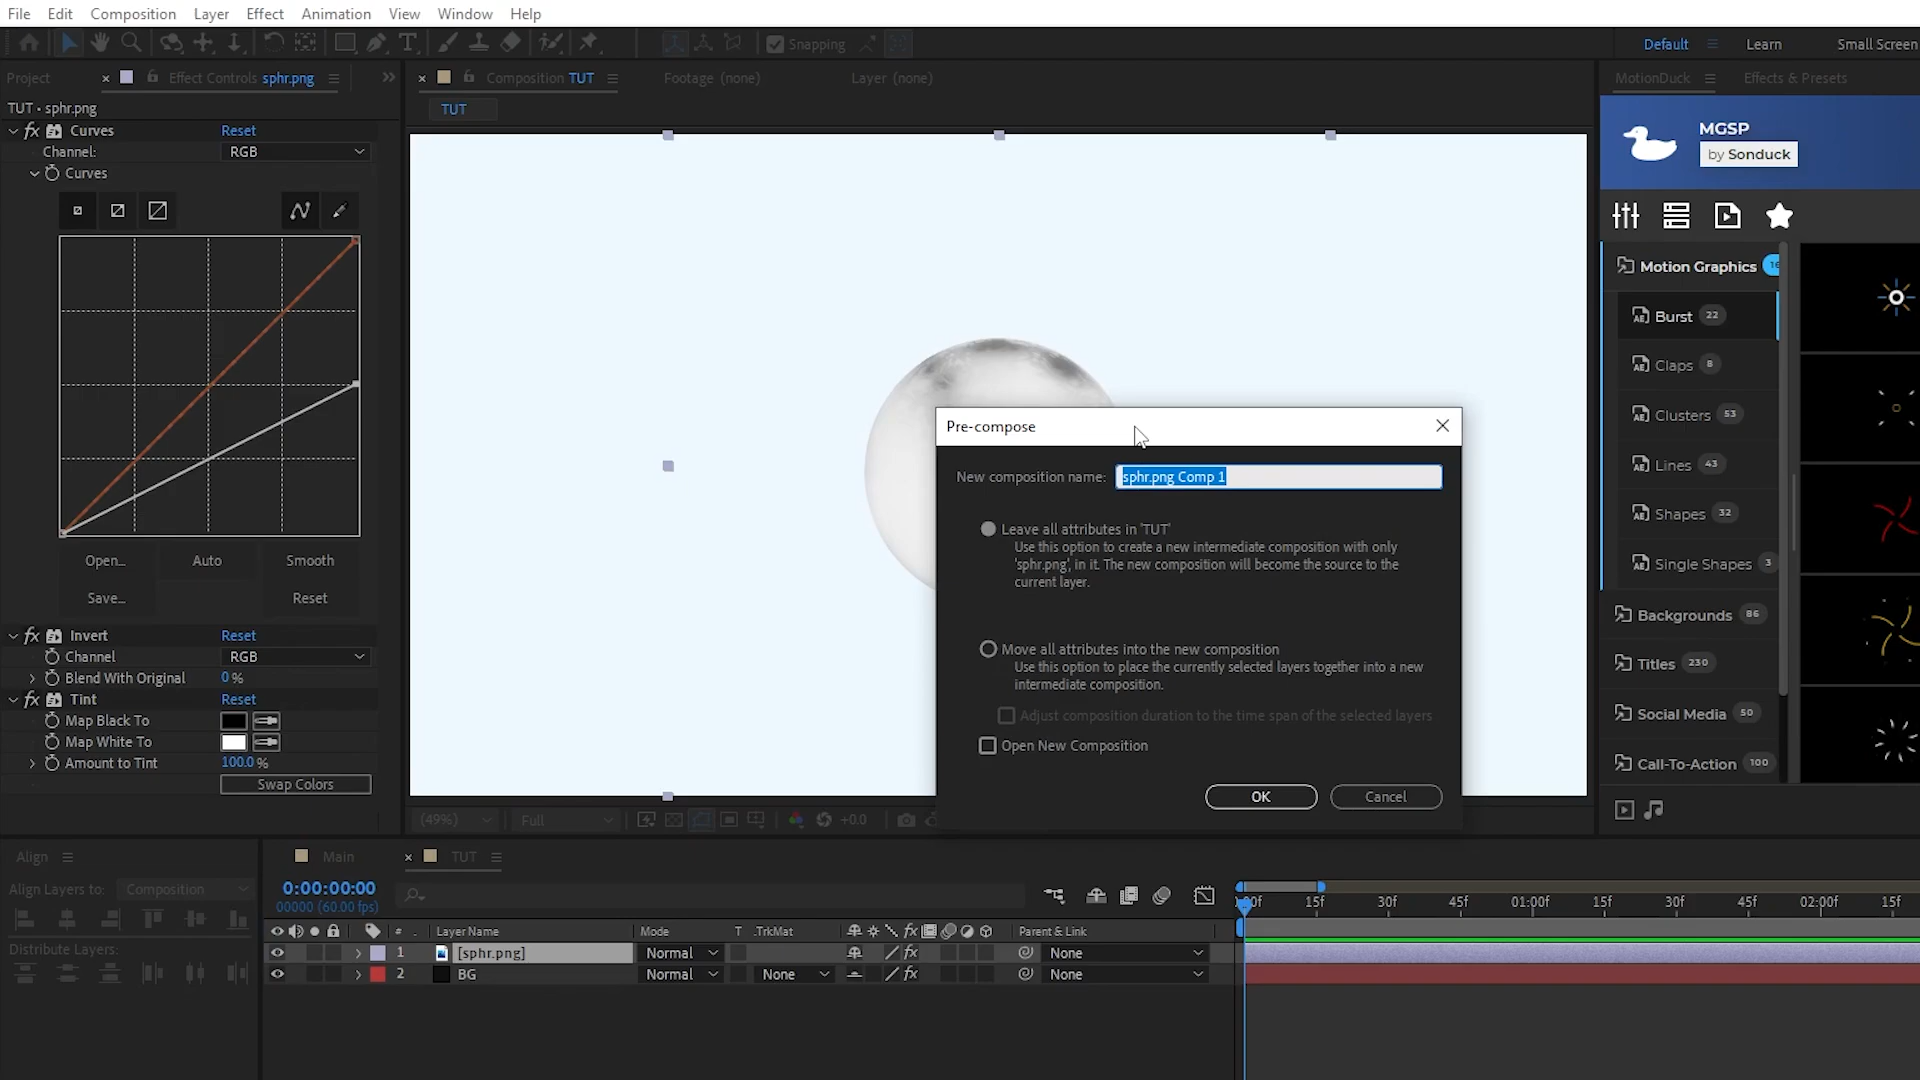 File Edit Composition Layer Effect Animation View Window Help
Snapping
Default Learn Small Screen
Project Effect Controls sphr.png Composition TUT Footage (none) Layer (none) MotionDuck Effects & Presets
TUT • sphr.png
TUT
Curves Reset
Channel: RGB
Curves
Open... Auto Smooth
Save... Reset
Invert Reset
Channel RGB
Blend With Original 0 %
Tint Reset
Map Black To
Map White To
Amount to Tint 100.0 %
Swap Colors
MGSP
by Sonduck
Motion Graphics
Burst 22
Claps 8
Clusters 53
Lines 43
Shapes 32
Single Shapes 3
Backgrounds 86
Titles 230
Social Media 50
Call-To-Action 100
Pre-compose
New composition name: sphr.png Comp 1
Leave all attributes in 'TUT'
Use this option to create a new intermediate composition with only
'sphr.png', in it. The new composition will become the source to the
current layer.
Move all attributes into the new composition
Use this option to place the currently selected layers together into a new
intermediate composition.
Adjust composition duration to the time span of the selected layers
Open New Composition
OK Cancel
(49%) Full +0.0
Align
Align Layers to: Composition
Distribute Layers:
Main TUT
0:00:00:00
00000 (60.00 fps)
15f 30f 45f 01:00f 15f 30f 45f 02:00f 15f
# Layer Name Mode T .TrkMat fx Parent & Link
1 [sphr.png] Normal fx None
2 BG Normal None fx None